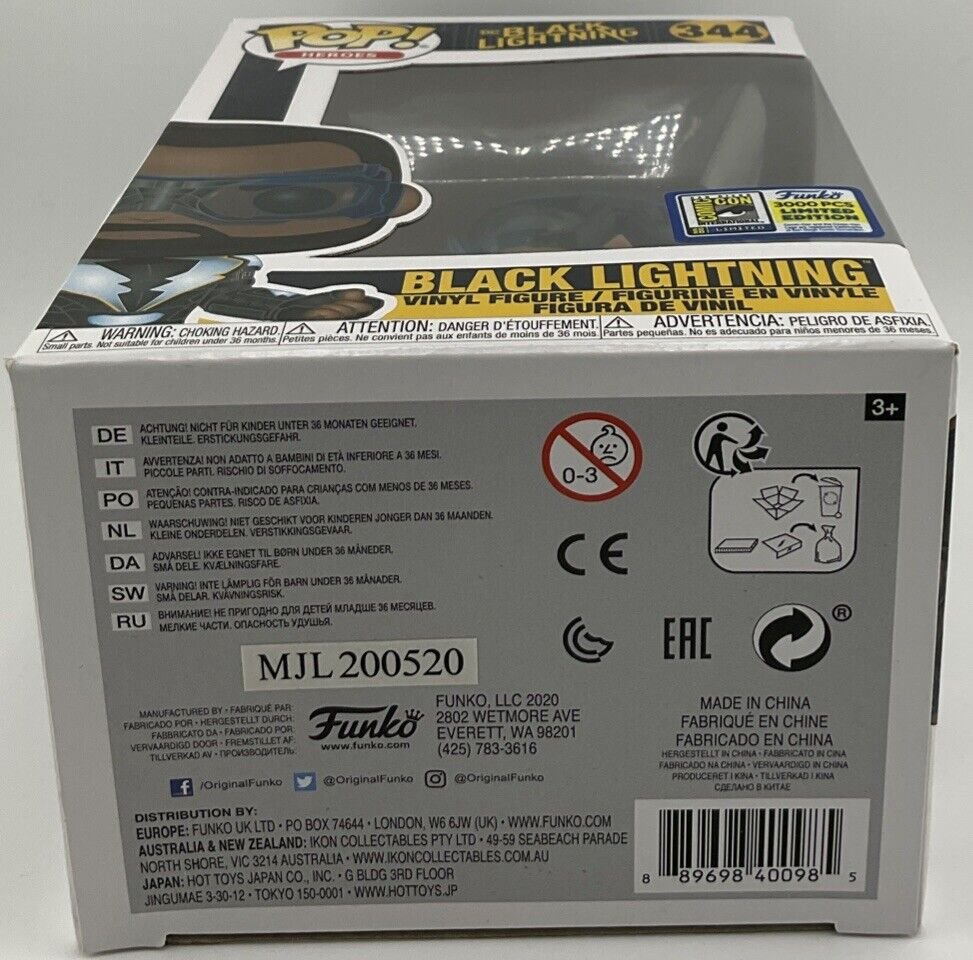 POP!
HEROES
DC BLACK
LIGHTNING
344
COMIC CON
INTERNATIONAL
LIMITED
Funko
3000 PCS
LIMITED
EDITION
BLACK LIGHTNING
VINYL FIGURE / FIGURINE EN VINYLE
FIGURA DE VINIL
WARNING: CHOKING HAZARD.
Small parts. Not suitable for children under 36 months.
ATTENTION: DANGER D'ÉTOUFFEMENT.
Petites pièces. Ne convient pas aux enfants de moins de 36 mois.
ADVERTENCIA: PELIGRO DE ASFIXIA.
Partes pequeñas. No es adecuado para niños menores de 36 meses.
3+
DE ACHTUNG! NICHT FÜR KINDER UNTER 36 MONATEN GEEIGNET.
KLEINTEILE. ERSTICKUNGSGEFAHR.
IT AVVERTENZA! NON ADATTO A BAMBINI DI ETÀ INFERIORE A 36 MESI.
PICCOLE PARTI. RISCHIO DI SOFFOCAMENTO.
PO ATENÇÃO! CONTRA-INDICADO PARA CRIANÇAS COM MENOS DE 36 MESES.
PEQUENAS PARTES. RISCO DE ASFIXIA.
NL WAARSCHUWING! NIET GESCHIKT VOOR KINDEREN JONGER DAN 36 MAANDEN.
KLEINE ONDERDELEN. VERSTIKKINGSGEVAAR.
DA ADVARSEL! IKKE EGNET TIL BØRN UNDER 36 MÅNEDER,
SMÅ DELE. KVÆLNINGSFARE.
SW VARNING! INTE LÄMPLIG FÖR BARN UNDER 36 MÅNADER.
SMÅ DELAR. KVÄVNINGSRISK.
RU ВНИМАНИЕ! НЕ ПРИГОДНО ДЛЯ ДЕТЕЙ МЛАДШЕ 36 МЕСЯЦЕВ.
МЕЛКИЕ ЧАСТИ. ОПАСНОСТЬ УДУШЬЯ.
0-3
CE
EAC
®
MJL 200520
MANUFACTURED BY • FABRIQUÉ PAR
FABRICADO POR • HERGESTELLT DURCH:
FABBRICATO DA • FABRICADO POR:
VERVAARDIGD DOOR • FREMSTILLET AF:
TILLVERKAD AV • ПРОИЗВОДИТЕЛЬ:
Funko
www.funko.com
FUNKO, LLC 2020
2802 WETMORE AVE
EVERETT, WA 98201
(425) 783-3616
MADE IN CHINA
FABRIQUÉ EN CHINE
FABRICADO EN CHINA
HERGESTELLT IN CHINA • FABBRICATO IN CINA
FABRICADO NA CHINA • VERVAARDIGD IN CHINA
PRODUCERET I KINA • TILLVERKAD I KINA
СДЕЛАНО В КИТАЕ
/OriginalFunko @OriginalFunko @OriginalFunko
DISTRIBUTION BY:
EUROPE: FUNKO UK LTD • PO BOX 74644 • LONDON, W6 6JW (UK) • WWW.FUNKO.COM
AUSTRALIA & NEW ZEALAND: IKON COLLECTABLES PTY LTD • 49-59 SEABEACH PARADE
NORTH SHORE, VIC 3214 AUSTRALIA • WWW.IKONCOLLECTABLES.COM.AU
JAPAN: HOT TOYS JAPAN CO., INC. • G BLDG 3RD FLOOR
JINGUMAE 3-30-12 • TOKYO 150-0001 • WWW.HOTTOYS.JP
8 89698 40098 5